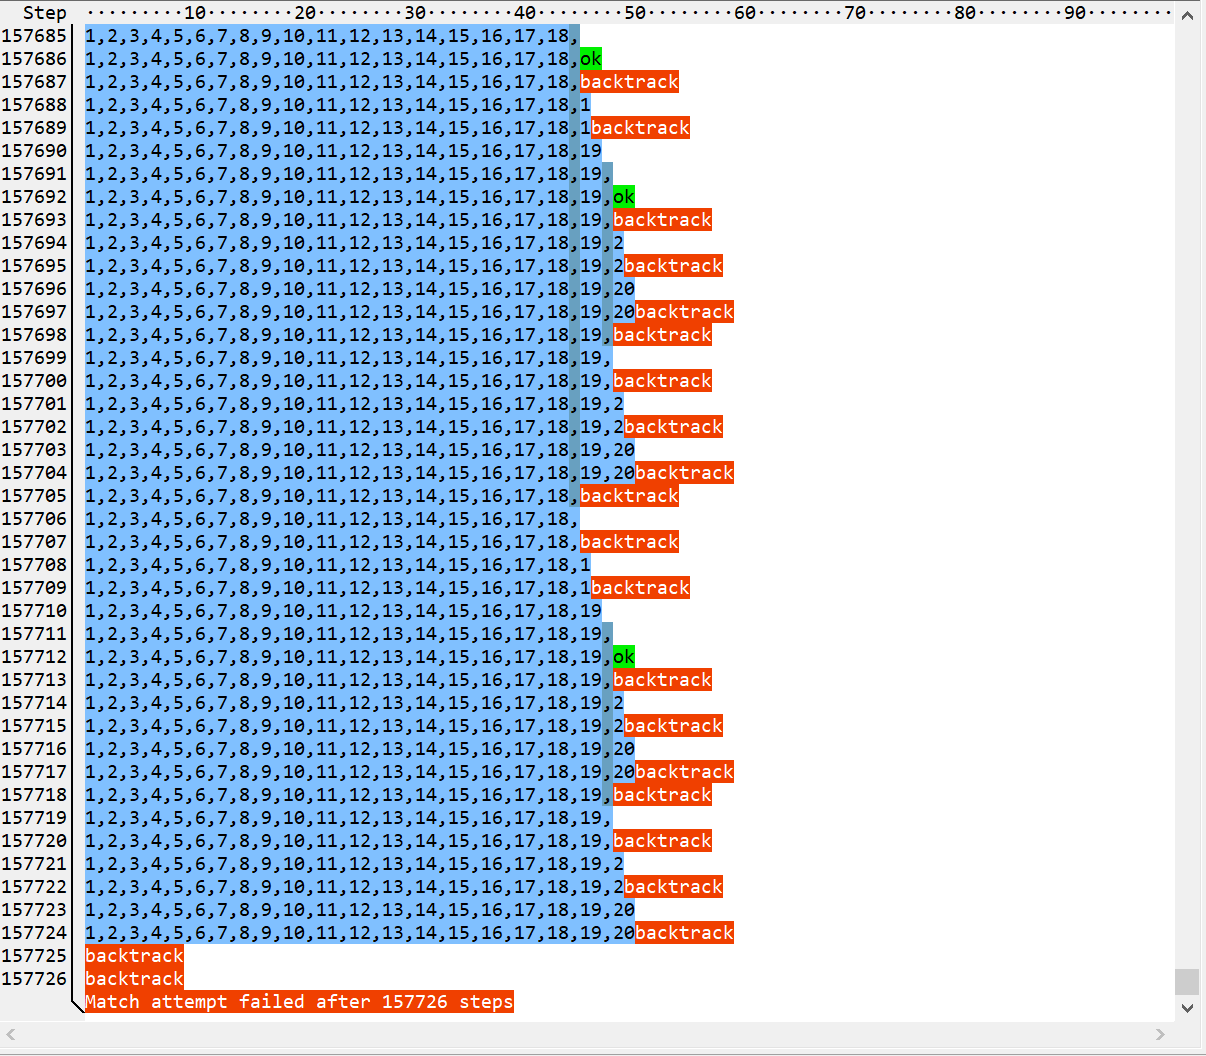 Step ·········10········20········30········40········50········60········70········80········90·········
157685 1,2,3,4,5,6,7,8,9,10,11,12,13,14,15,16,17,18,
157686 1,2,3,4,5,6,7,8,9,10,11,12,13,14,15,16,17,18,ok
157687 1,2,3,4,5,6,7,8,9,10,11,12,13,14,15,16,17,18,backtrack
157688 1,2,3,4,5,6,7,8,9,10,11,12,13,14,15,16,17,18,1
157689 1,2,3,4,5,6,7,8,9,10,11,12,13,14,15,16,17,18,1backtrack
157690 1,2,3,4,5,6,7,8,9,10,11,12,13,14,15,16,17,18,19
157691 1,2,3,4,5,6,7,8,9,10,11,12,13,14,15,16,17,18,19,
157692 1,2,3,4,5,6,7,8,9,10,11,12,13,14,15,16,17,18,19,ok
157693 1,2,3,4,5,6,7,8,9,10,11,12,13,14,15,16,17,18,19,backtrack
157694 1,2,3,4,5,6,7,8,9,10,11,12,13,14,15,16,17,18,19,2
157695 1,2,3,4,5,6,7,8,9,10,11,12,13,14,15,16,17,18,19,2backtrack
157696 1,2,3,4,5,6,7,8,9,10,11,12,13,14,15,16,17,18,19,20
157697 1,2,3,4,5,6,7,8,9,10,11,12,13,14,15,16,17,18,19,20backtrack
157698 1,2,3,4,5,6,7,8,9,10,11,12,13,14,15,16,17,18,19,backtrack
157699 1,2,3,4,5,6,7,8,9,10,11,12,13,14,15,16,17,18,19,
157700 1,2,3,4,5,6,7,8,9,10,11,12,13,14,15,16,17,18,19,backtrack
157701 1,2,3,4,5,6,7,8,9,10,11,12,13,14,15,16,17,18,19,2
157702 1,2,3,4,5,6,7,8,9,10,11,12,13,14,15,16,17,18,19,2backtrack
157703 1,2,3,4,5,6,7,8,9,10,11,12,13,14,15,16,17,18,19,20
157704 1,2,3,4,5,6,7,8,9,10,11,12,13,14,15,16,17,18,19,20backtrack
157705 1,2,3,4,5,6,7,8,9,10,11,12,13,14,15,16,17,18,backtrack
157706 1,2,3,4,5,6,7,8,9,10,11,12,13,14,15,16,17,18,
157707 1,2,3,4,5,6,7,8,9,10,11,12,13,14,15,16,17,18,backtrack
157708 1,2,3,4,5,6,7,8,9,10,11,12,13,14,15,16,17,18,1
157709 1,2,3,4,5,6,7,8,9,10,11,12,13,14,15,16,17,18,1backtrack
157710 1,2,3,4,5,6,7,8,9,10,11,12,13,14,15,16,17,18,19
157711 1,2,3,4,5,6,7,8,9,10,11,12,13,14,15,16,17,18,19,
157712 1,2,3,4,5,6,7,8,9,10,11,12,13,14,15,16,17,18,19,ok
157713 1,2,3,4,5,6,7,8,9,10,11,12,13,14,15,16,17,18,19,backtrack
157714 1,2,3,4,5,6,7,8,9,10,11,12,13,14,15,16,17,18,19,2
157715 1,2,3,4,5,6,7,8,9,10,11,12,13,14,15,16,17,18,19,2backtrack
157716 1,2,3,4,5,6,7,8,9,10,11,12,13,14,15,16,17,18,19,20
157717 1,2,3,4,5,6,7,8,9,10,11,12,13,14,15,16,17,18,19,20backtrack
157718 1,2,3,4,5,6,7,8,9,10,11,12,13,14,15,16,17,18,19,backtrack
157719 1,2,3,4,5,6,7,8,9,10,11,12,13,14,15,16,17,18,19,
157720 1,2,3,4,5,6,7,8,9,10,11,12,13,14,15,16,17,18,19,backtrack
157721 1,2,3,4,5,6,7,8,9,10,11,12,13,14,15,16,17,18,19,2
157722 1,2,3,4,5,6,7,8,9,10,11,12,13,14,15,16,17,18,19,2backtrack
157723 1,2,3,4,5,6,7,8,9,10,11,12,13,14,15,16,17,18,19,20
157724 1,2,3,4,5,6,7,8,9,10,11,12,13,14,15,16,17,18,19,20backtrack
157725 backtrack
157726 backtrack
Match attempt failed after 157726 steps